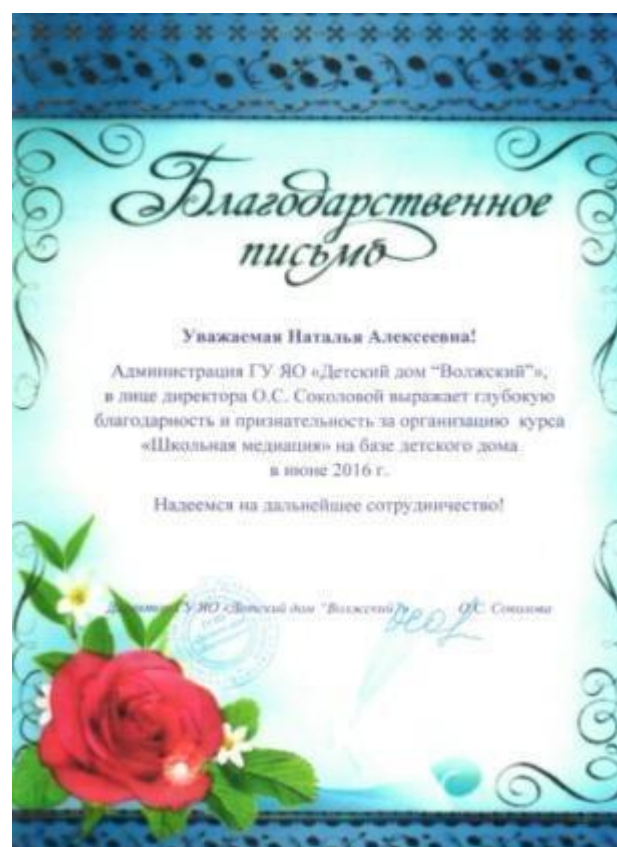 Благодарственное
письмо
Уважаемая Наталья Алексеевна!
Администрация ГУ ЯО «Детский дом “Волжский”»,
в лице директора О.С. Соколовой выражает глубокую
благодарность и признательность за организацию курса
«Школьная медиация» на базе детского дома
в июне 2016 г.
Надеемся на дальнейшее сотрудничество!
Директор ГУ ЯО «Детский дом "Волжский"» О.С. Соколова